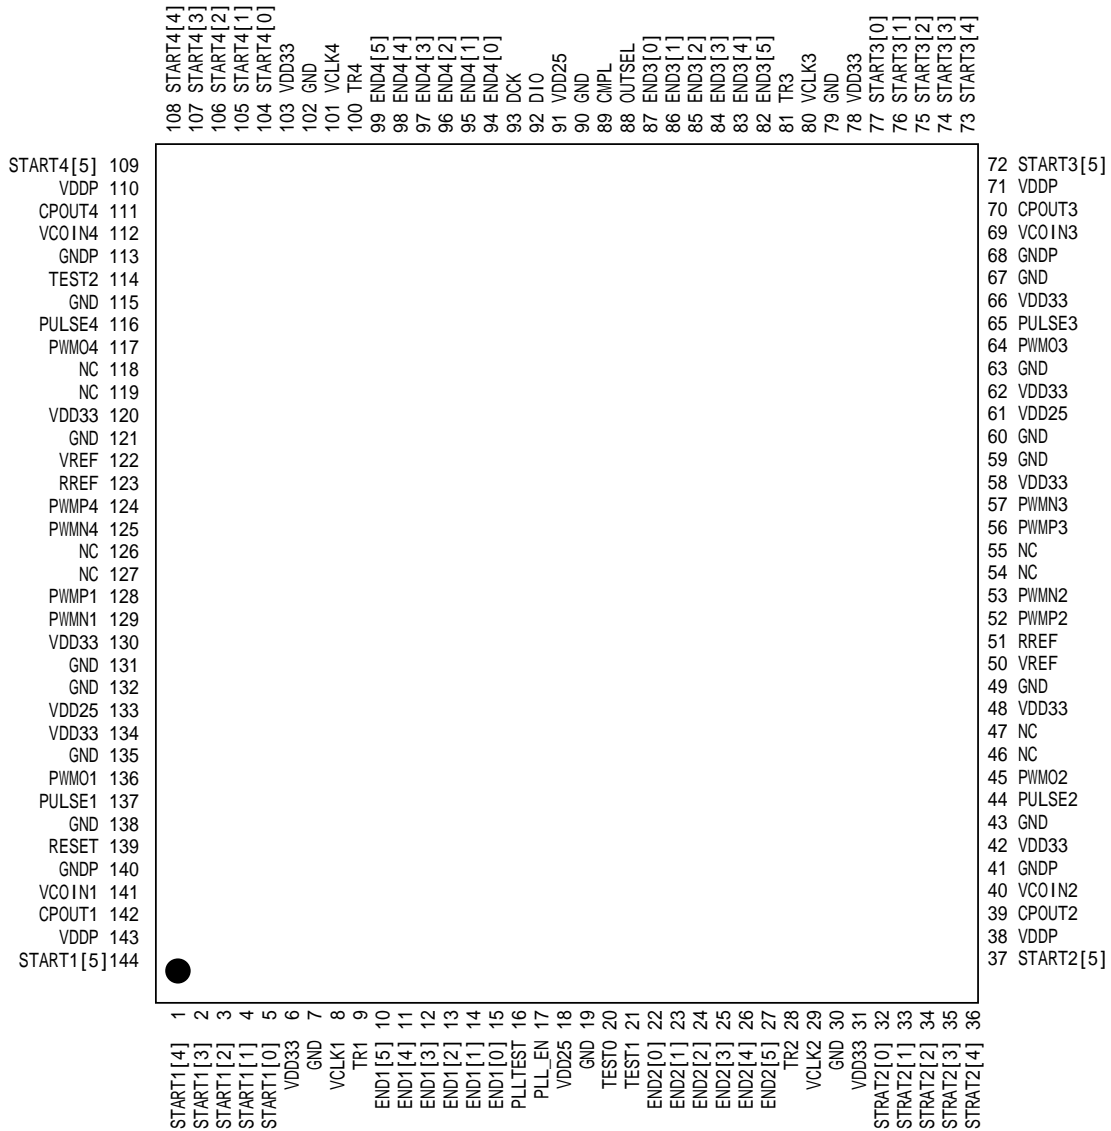 108 START4[4]
107 START4[3]
106 START4[2]
105 START4[1]
104 START4[0]
103 VDD33
102 GND
101 VCLK4
100 TR4
99 END4[5]
98 END4[4]
97 END4[3]
96 END4[2]
95 END4[1]
94 END4[0]
93 DCK
92 DIO
91 VDD25
90 GND
89 CMPL
88 OUTSEL
87 END3[0]
86 END3[1]
85 END3[2]
84 END3[3]
83 END3[4]
82 END3[5]
81 TR3
80 VCLK3
79 GND
78 VDD33
77 START3[0]
76 START3[1]
75 START3[2]
74 START3[3]
73 START3[4]
START4[5] 109
VDDP 110
CPOUT4 111
VCOIN4 112
GNDP 113
TEST2 114
GND 115
PULSE4 116
PWMO4 117
NC 118
NC 119
VDD33 120
GND 121
VREF 122
RREF 123
PWMP4 124
PWMN4 125
NC 126
NC 127
PWMP1 128
PWMN1 129
VDD33 130
GND 131
GND 132
VDD25 133
VDD33 134
GND 135
PWMO1 136
PULSE1 137
GND 138
RESET 139
GNDP 140
VCOIN1 141
CPOUT1 142
VDDP 143
START1[5]144
72 START3[5]
71 VDDP
70 CPOUT3
69 VCOIN3
68 GNDP
67 GND
66 VDD33
65 PULSE3
64 PWMO3
63 GND
62 VDD33
61 VDD25
60 GND
59 GND
58 VDD33
57 PWMN3
56 PWMP3
55 NC
54 NC
53 PWMN2
52 PWMP2
51 RREF
50 VREF
49 GND
48 VDD33
47 NC
46 NC
45 PWMO2
44 PULSE2
43 GND
42 VDD33
41 GNDP
40 VCOIN2
39 CPOUT2
38 VDDP
37 START2[5]
START1[4] 1
START1[3] 2
START1[2] 3
START1[1] 4
START1[0] 5
VDD33 6
GND 7
VCLK1 8
TR1 9
END1[5] 10
END1[4] 11
END1[3] 12
END1[2] 13
END1[1] 14
END1[0] 15
PLLTEST 16
PLL_EN 17
VDD25 18
GND 19
TEST0 20
TEST1 21
END2[0] 22
END2[1] 23
END2[2] 24
END2[3] 25
END2[4] 26
END2[5] 27
TR2 28
VCLK2 29
GND 30
VDD33 31
STRAT2[0] 32
STRAT2[1] 33
STRAT2[2] 34
STRAT2[3] 35
STRAT2[4] 36